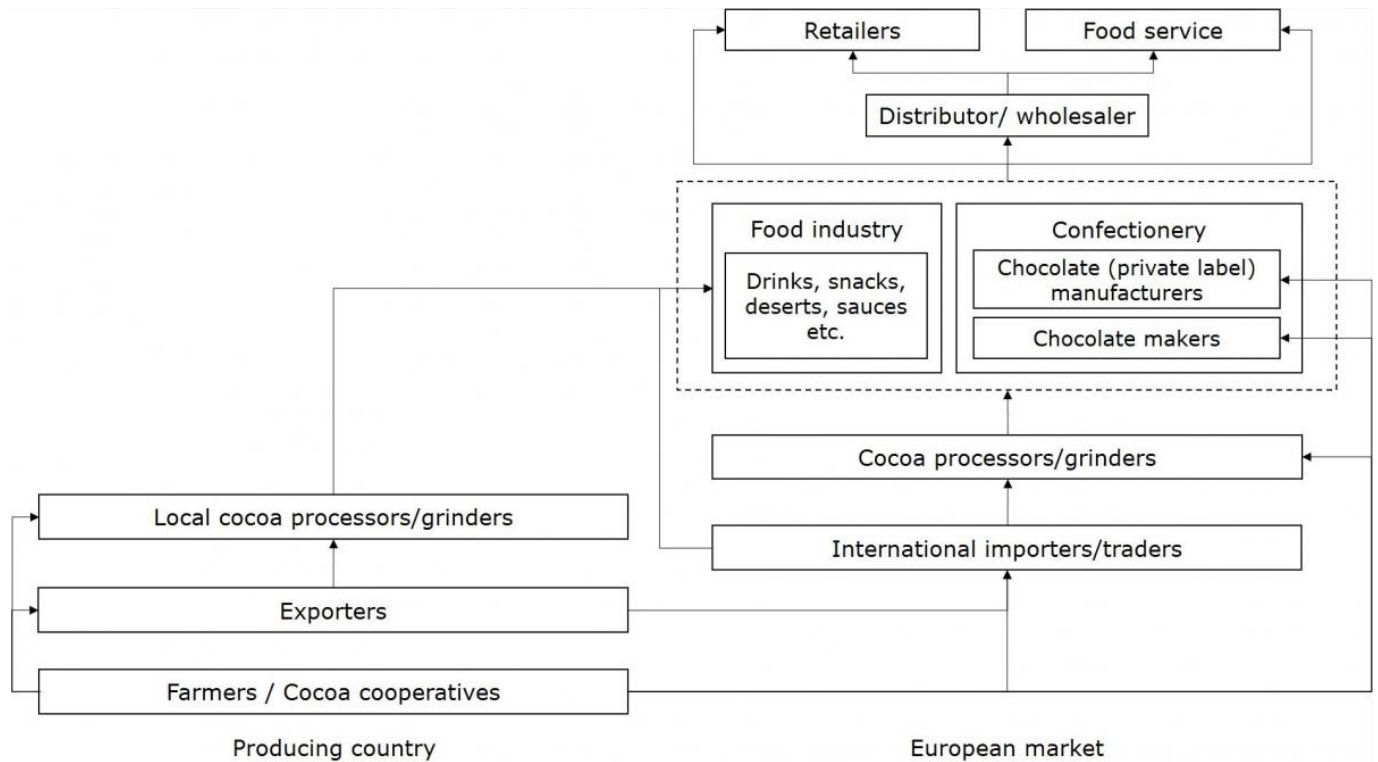 Retailers
Food service
Distributor/ wholesaler
Food industry
Drinks, snacks,
deserts, sauces
etc.
Confectionery
Chocolate (private label)
manufacturers
Chocolate makers
Cocoa processors/grinders
Local cocoa processors/grinders
International importers/traders
Exporters
Farmers / Cocoa cooperatives
Producing country
European market